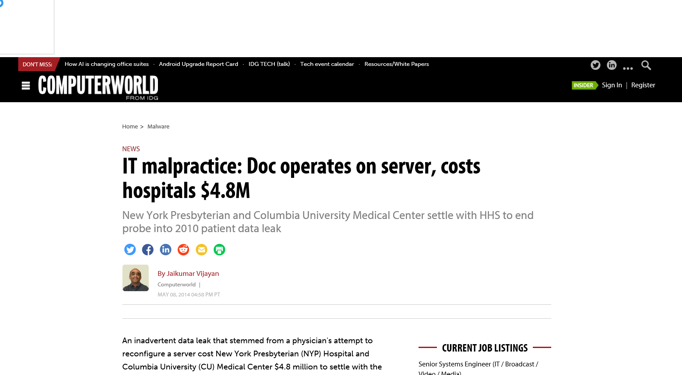 DON'T MISS: How AI is changing office suites · Android Upgrade Report Card · IDG TECH (talk) · Tech event calendar · Resources/White Papers
COMPUTERWORLD
FROM IDG
INSIDER Sign In | Register
Home > Malware
NEWS
IT malpractice: Doc operates on server, costs
hospitals $4.8M
New York Presbyterian and Columbia University Medical Center settle with HHS to end
probe into 2010 patient data leak
By Jaikumar Vijayan
Computerworld |
MAY 08, 2014 04:59 PM PT
An inadvertent data leak that stemmed from a physician's attempt to
reconfigure a server cost New York Presbyterian (NYP) Hospital and
Columbia University (CU) Medical Center $4.8 million to settle with the
CURRENT JOB LISTINGS
Senior Systems Engineer (IT / Broadcast /
Video / Media)